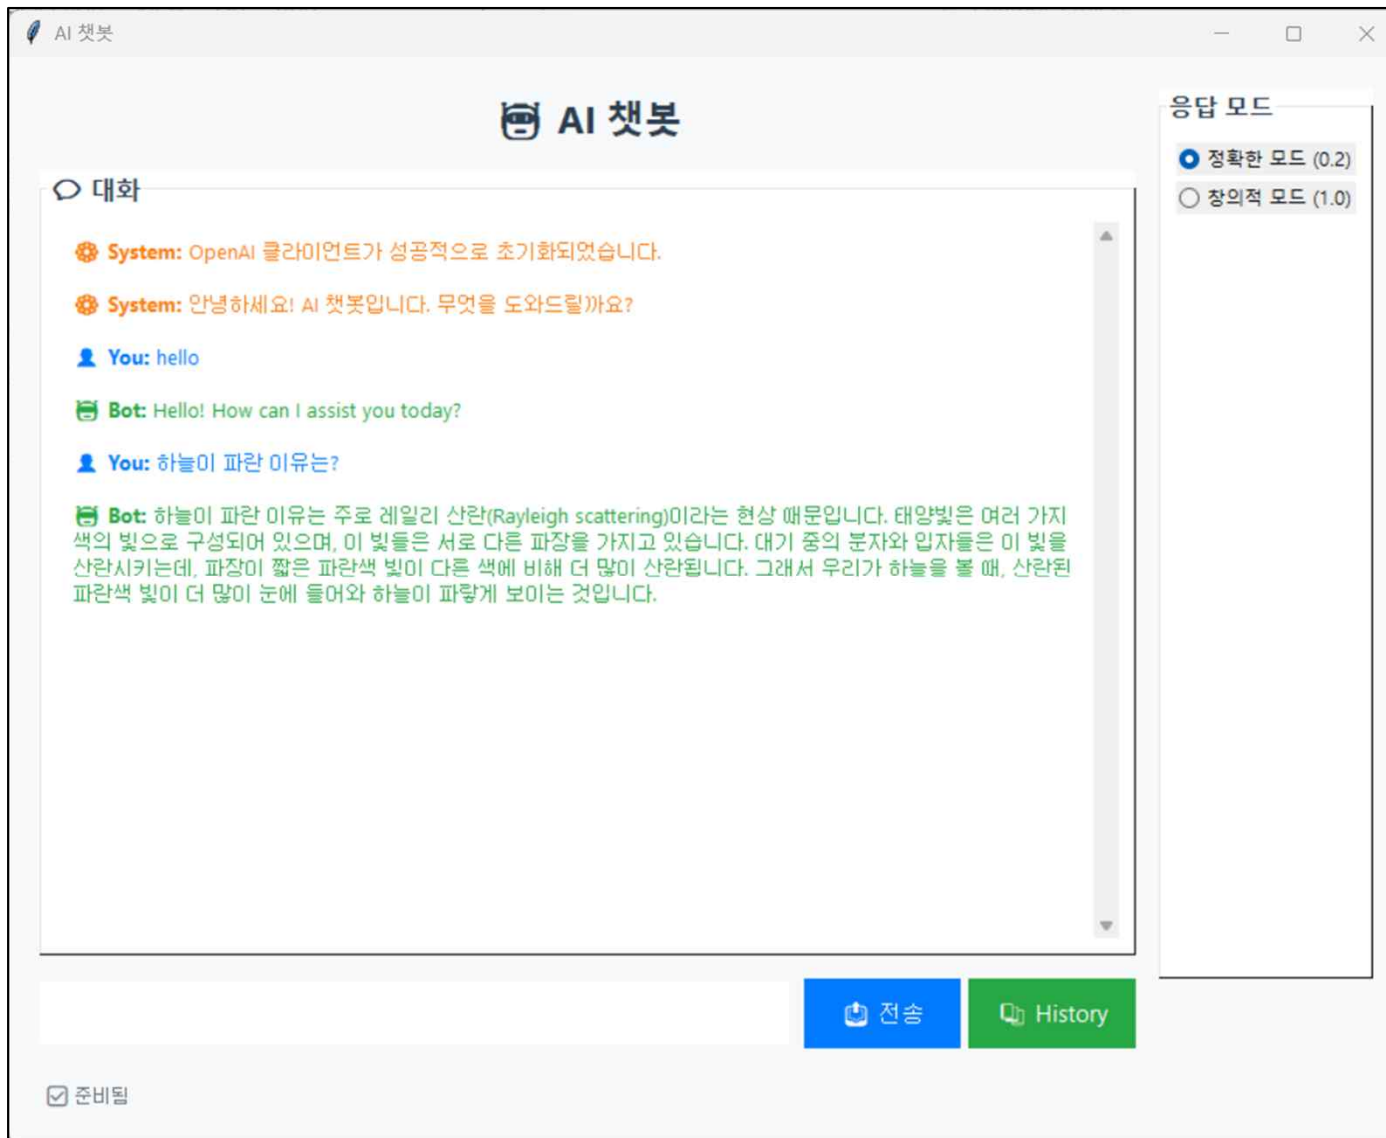 AI 챗봇
AI 챗봇
대화
System: OpenAI 클라이언트가 성공적으로 초기화되었습니다.
System: 안녕하세요! AI 챗봇입니다. 무엇을 도와드릴까요?
You: hello
Bot: Hello! How can I assist you today?
You: 하늘이 파란 이유는?
Bot: 하늘이 파란 이유는 주로 레일리 산란(Rayleigh scattering)이라는 현상 때문입니다. 태양빛은 여러 가지
색의 빛으로 구성되어 있으며, 이 빛들은 서로 다른 파장을 가지고 있습니다. 대기 중의 분자와 입자들은 이 빛을
산란시키는데, 파장이 짧은 파란색 빛이 다른 색에 비해 더 많이 산란됩니다. 그래서 우리가 하늘을 볼 때, 산란된
파란색 빛이 더 많이 눈에 들어와 하늘이 파랗게 보이는 것입니다.
전송
History
준비됨
응답 모드
정확한 모드 (0.2)
창의적 모드 (1.0)